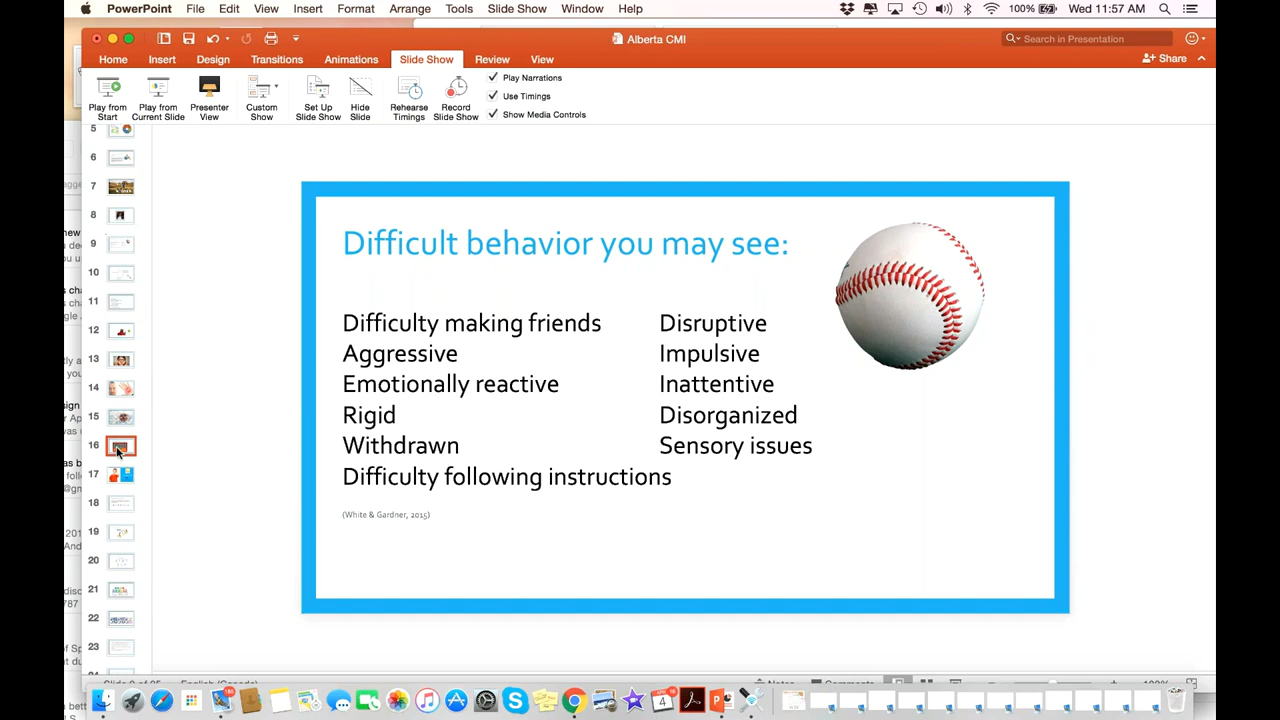 PowerPoint File Edit View Insert Format Arrange Tools Slide Show Window Help 100% Wed 11:57 AM
Alberta CMI
Search in Presentation
Home Insert Design Transitions Animations Slide Show Review View
Share
Play from Start
Play from Current Slide
Presenter View
Custom Show
Set Up Slide Show
Hide Slide
Rehearse Timings
Record Slide Show
Play Narrations
Use Timings
Show Media Controls
5
6
7
8
9
10
11
12
13
14
15
16
17
18
19
20
21
22
23
Difficult behavior you may see:
Difficulty making friends
Aggressive
Emotionally reactive
Rigid
Withdrawn
Difficulty following instructions
Disruptive
Impulsive
Inattentive
Disorganized
Sensory issues
(White & Gardner, 2015)
English (Canada)